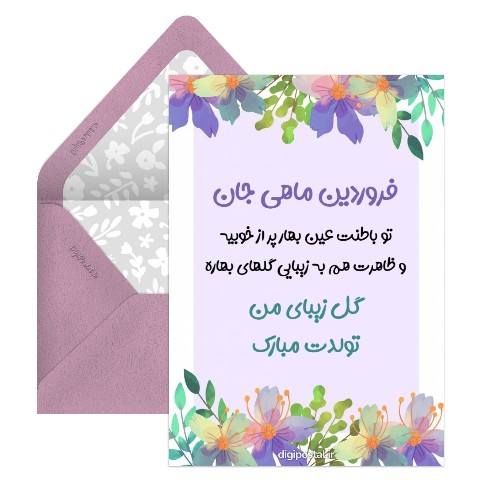 فروردین ماهی جان
تو باطنت عین بهار پر از خوبیه
و ظاهرت هم به زیبایی گلهای بهاره
گل زیبای من
تولدت مبارک
digipostal.ir